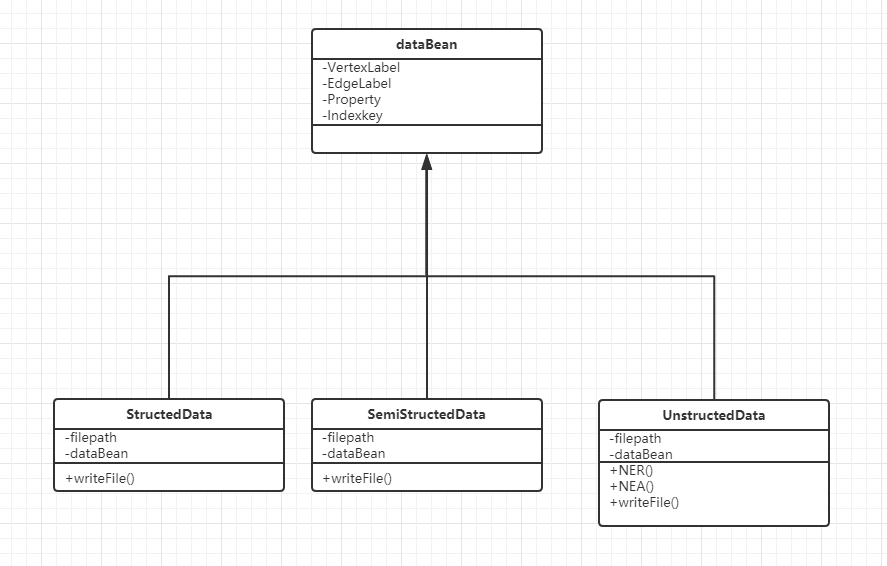 dataBean
-VertexLabel
-EdgeLabel
-Property
-Indexkey
StructedData
-filepath
-dataBean
+writeFile()
SemiStructedData
-filepath
-dataBean
+writeFile()
UnstructedData
-filepath
-dataBean
+NER()
+NEA()
+writeFile()